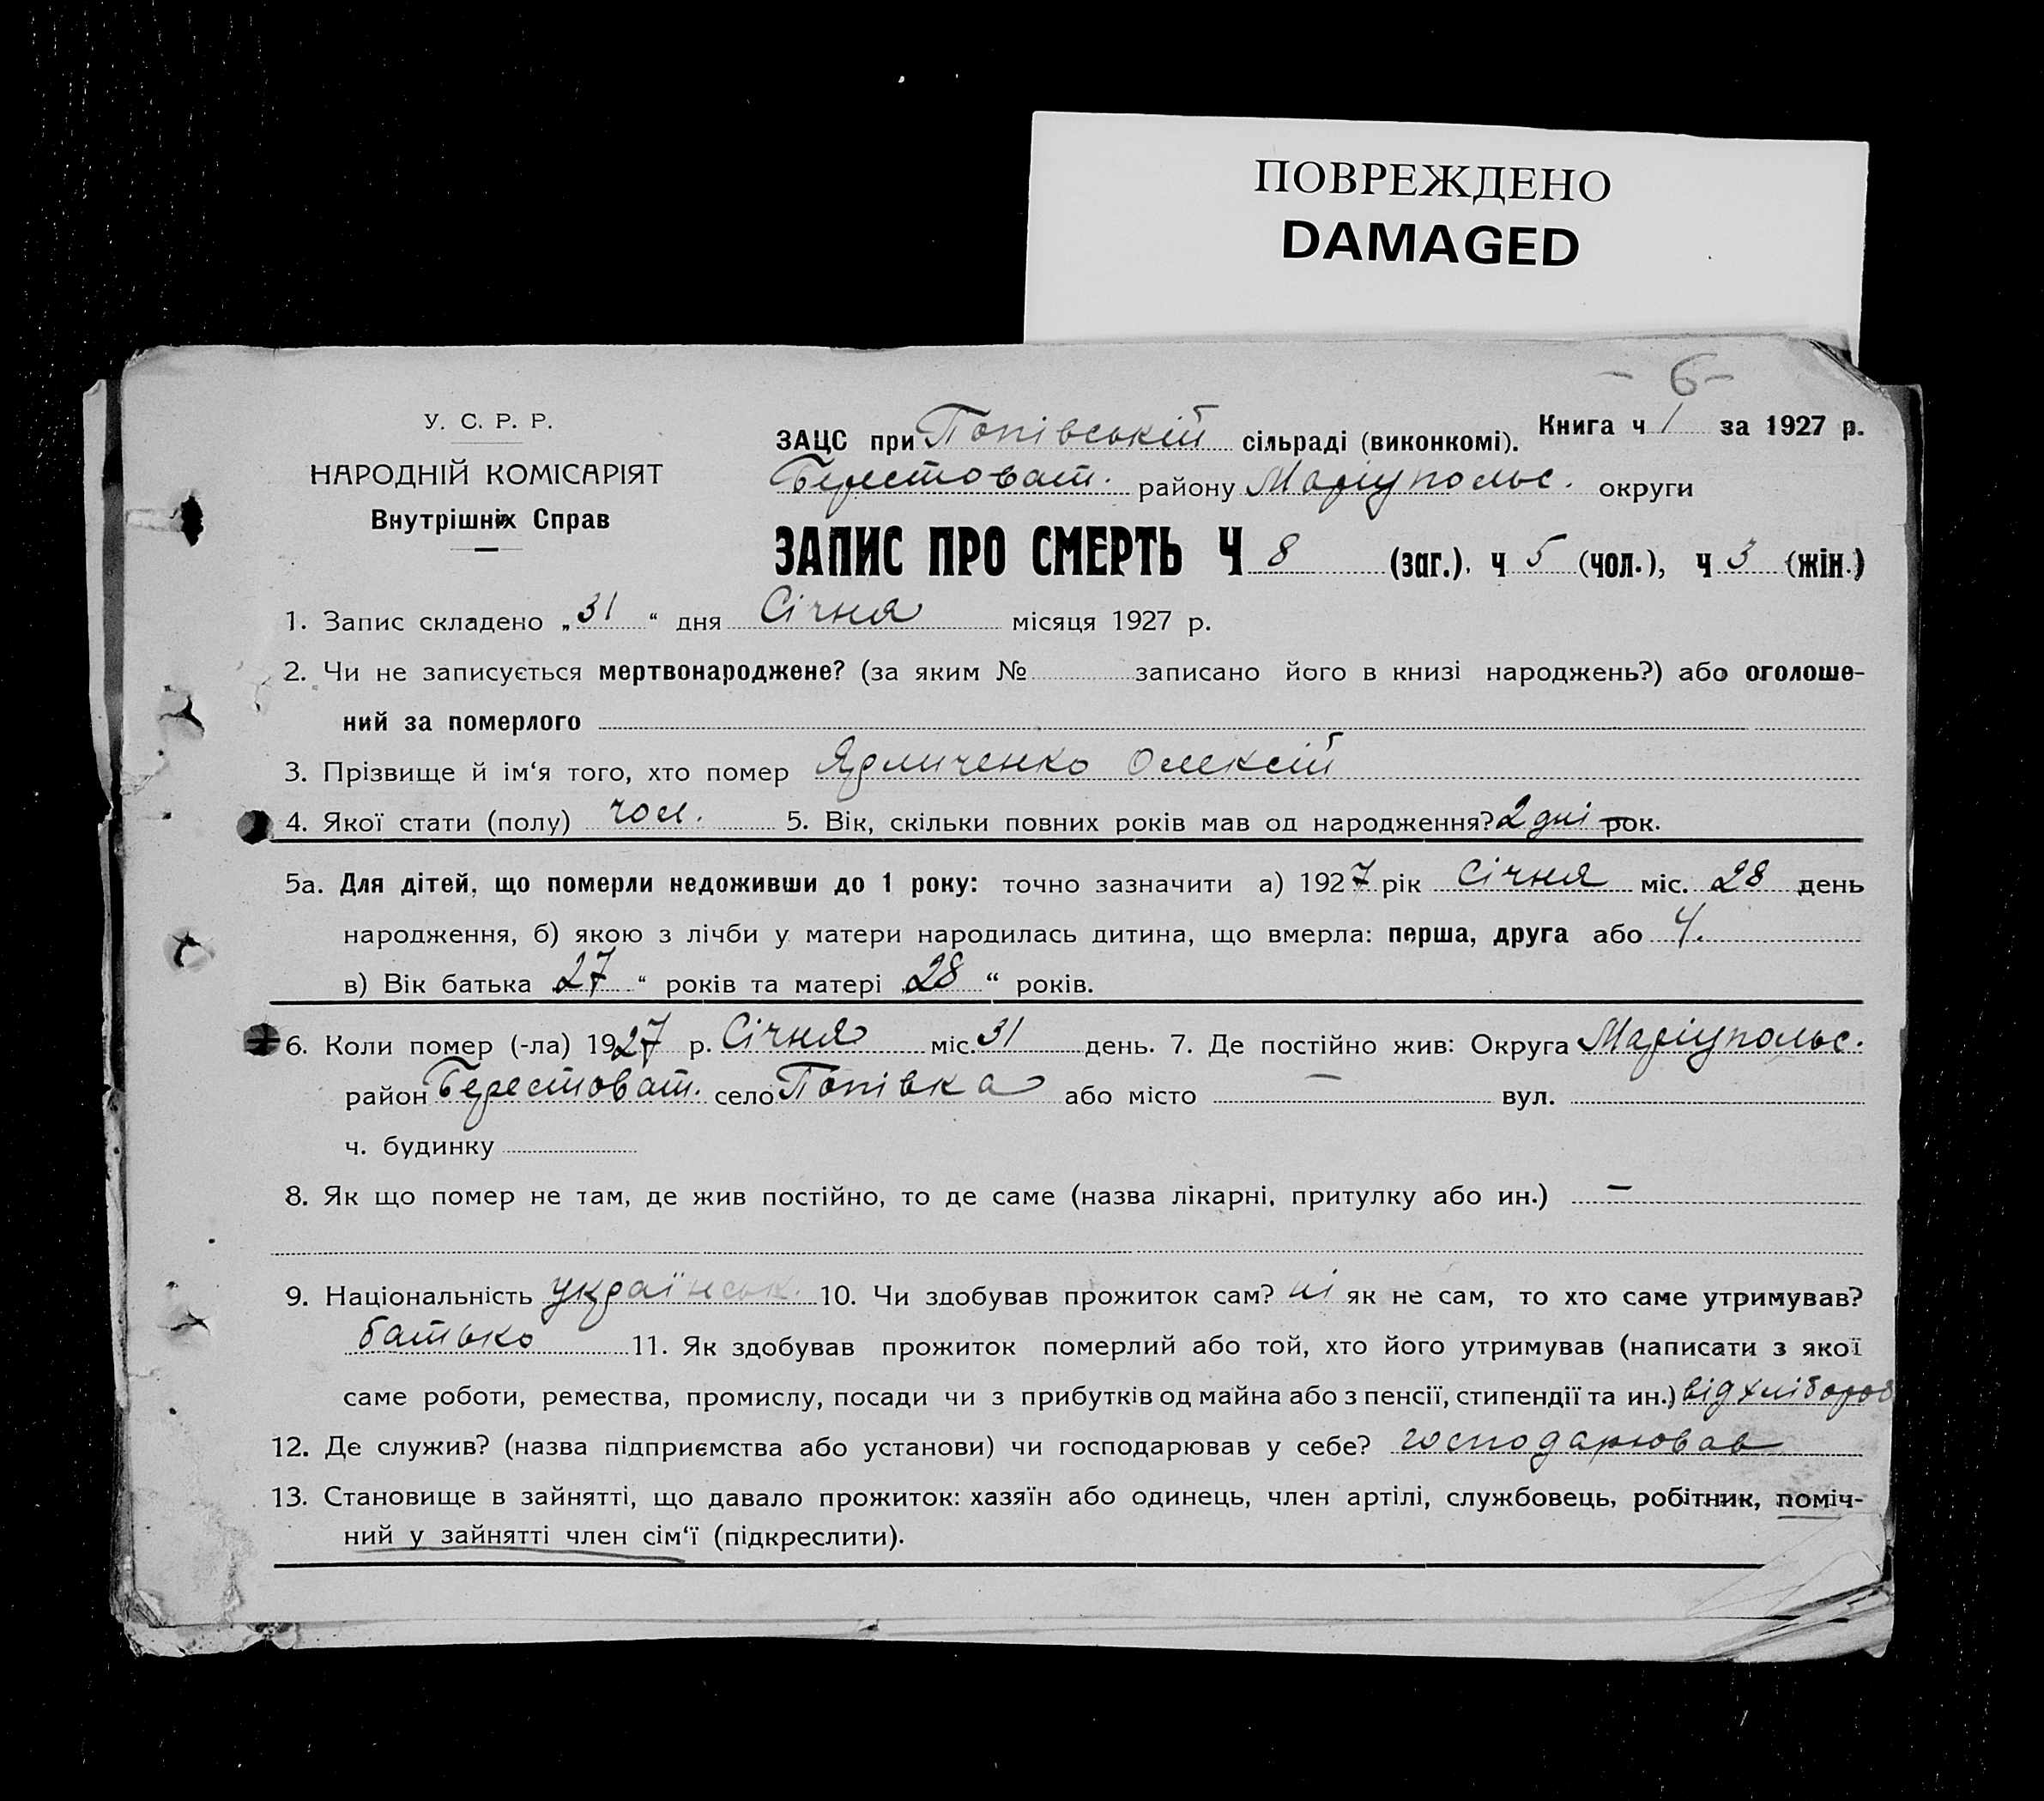 ПОВРЕЖДЕНО
DAMAGED
- 6 -
У. С. Р. Р.
НАРОДНІЙ КОМІСАРІЯТ
Внутрішніх Справ
ЗАЦС при Попівській сільраді (виконкомі). Книга ч 1 за 1927 р.
Берестоват. району Маріупольс. округи
ЗАПИС ПРО СМЕРТЬ Ч 8 (заг.), ч 5 (чол.), ч 3 (жін.)
1. Запис складено „31“ дня Січня місяця 1927 р.
2. Чи не записується мертвонароджене? (за яким № записано його в книзі народжень?) або оголоше-
ний за померлого
3. Прізвище й ім‘я того, хто помер Олексій
4. Якої стати (полу) чол. 5. Вік, скільки повних років мав од народження? 2 дні рок.
5а. Для дітей, що померли недоживши до 1 року: точно зазначити а) 1927 рік Січня міс. 28 день
народження, б) якою з лічби у матери народилась дитина, що вмерла: перша, друга або 4.
в) Вік батька 27 “ років та матері 28 “ років.
6. Коли помер (-ла) 1927 р. Січня міс. 31 день. 7. Де постійно жив: Округа Маріупольс.
район Берестоват. село Попівка або місто — вул.
ч. будинку
8. Як що помер не там, де жив постійно, то де саме (назва лікарні, притулку або ин.) —
9. Національність українськ. 10. Чи здобував прожиток сам? ні як не сам, то хто саме утримував?
батько 11. Як здобував прожиток померлий або той, хто його утримував (написати з якої
саме роботи, ремества, промислу, посади чи з прибутків од майна або з пенсії, стипендії та ин.) від хлібороб
12. Де служив? (назва підприємства або установи) чи господарював у себе? господарював
13. Становище в зайнятті, що давало прожиток: хазяїн або одинець, член артілі, службовець, робітник, поміч-
ний у зайнятті член сім‘ї (підкреслити).